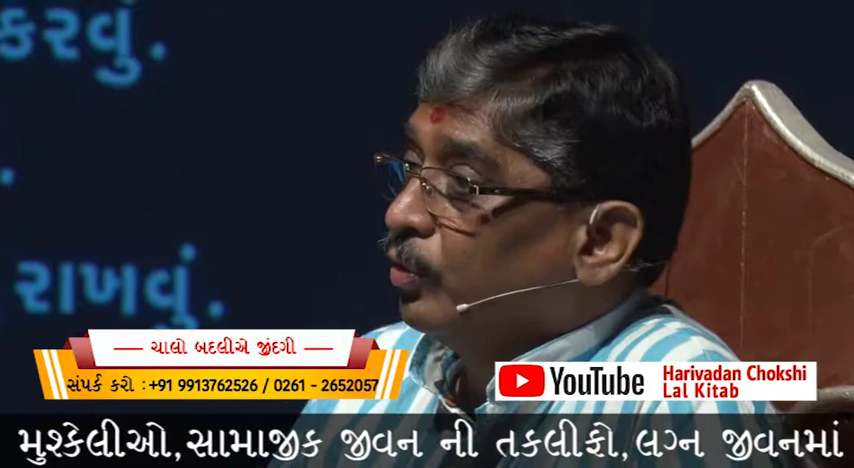 કરવું.
રાખવું.
ચાલો બદલીએ જીંદગી
સંપર્ક કરો : +91 9913762526 / 0261 - 2652057
YouTube
Harivadan Chokshi
Lal Kitab
મુશ્કેલીઓ, સામાજીક જીવન ની તકલીફો, લગ્ન જીવનમાં